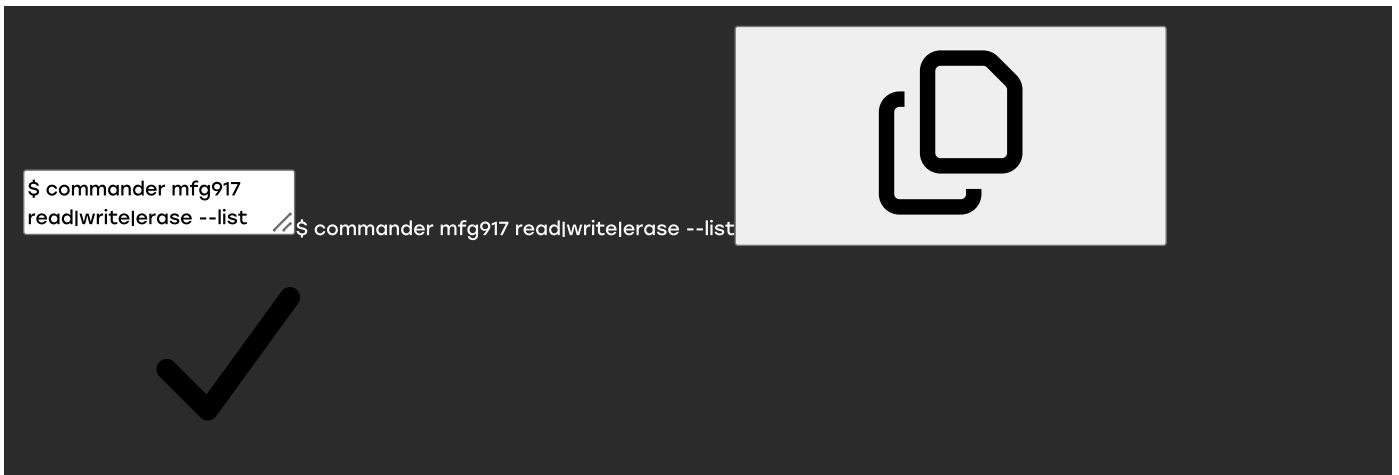 $ commander mfg917
read|write|erase --list
$ commander mfg917 read|write|erase --list